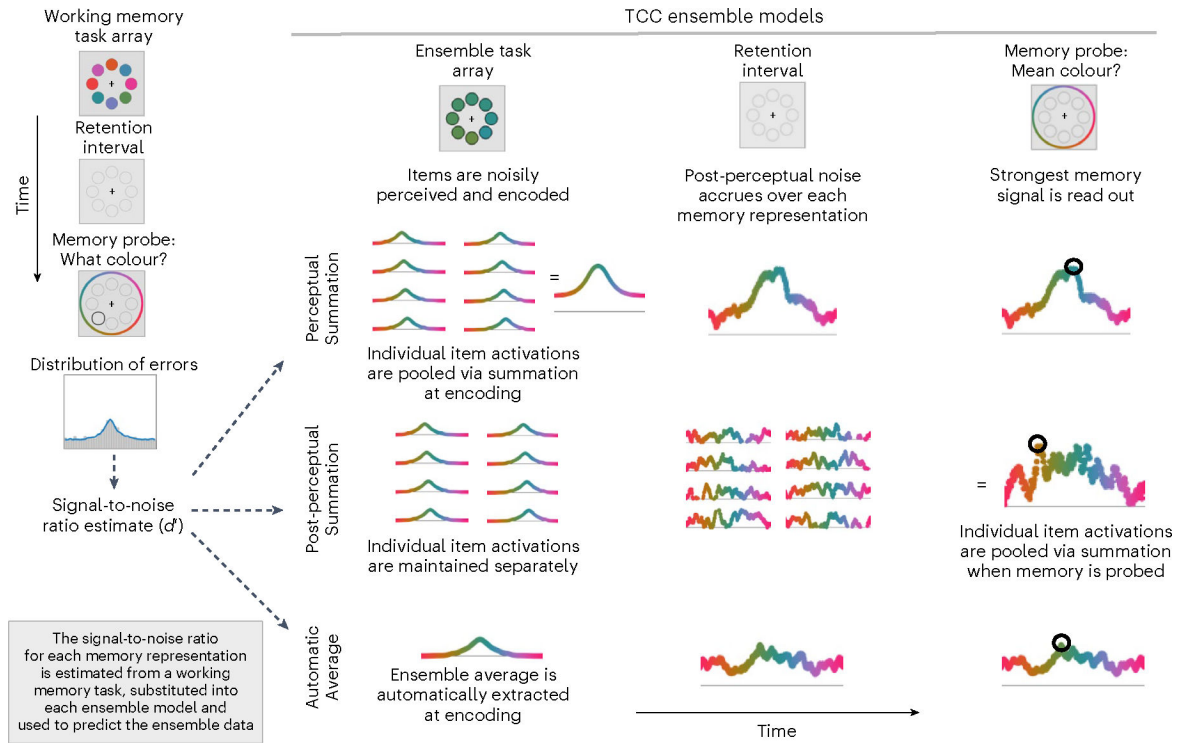 Working memory
task array
Retention
interval
Time
Memory probe:
What colour?
Distribution of errors
Signal-to-noise
ratio estimate (d′)
The signal-to-noise ratio
for each memory representation
is estimated from a working
memory task, substituted into
each ensemble model and
used to predict the ensemble data
TCC ensemble models
Ensemble task
array
Retention
interval
Memory probe:
Mean colour?
Items are noisily
perceived and encoded
Post-perceptual noise
accrues over each
memory representation
Strongest memory
signal is read out
Perceptual
Summation
=
Individual item activations
are pooled via summation
at encoding
Post-perceptual
Summation
Individual item activations
are maintained separately
=
Individual item activations
are pooled via summation
when memory is probed
Automatic
Average
Ensemble average is
automatically extracted
at encoding
Time